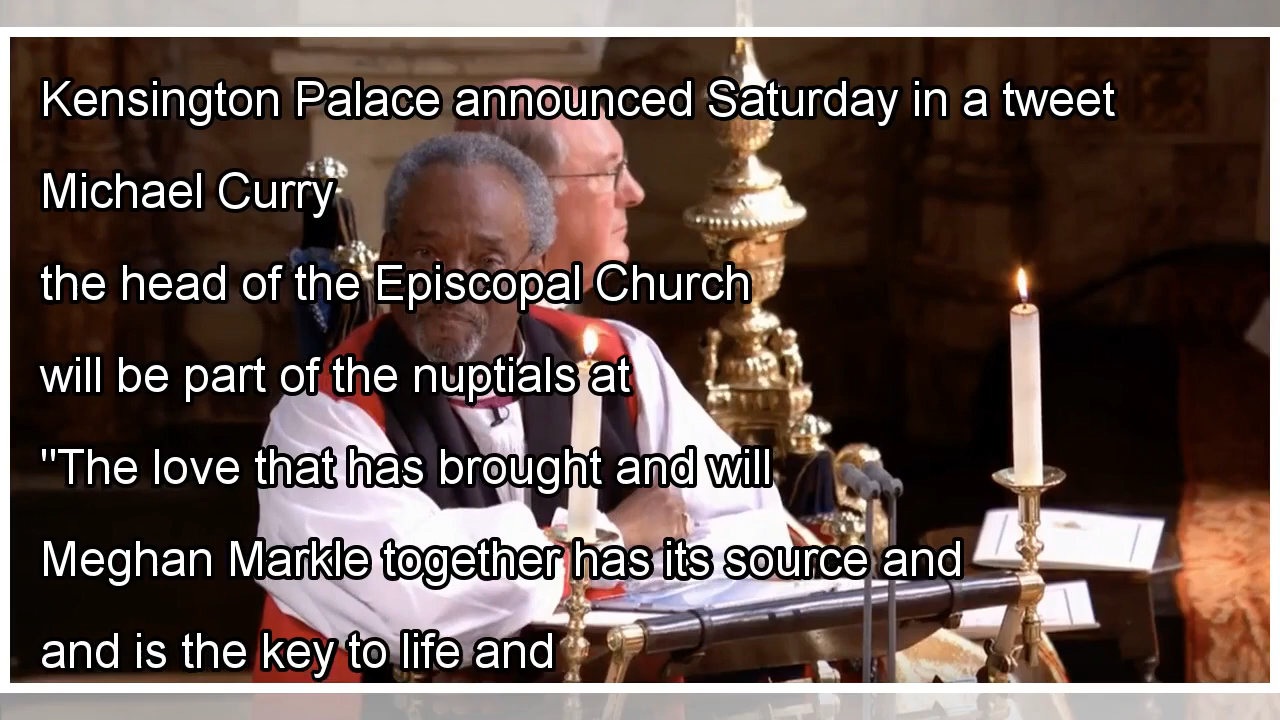 Kensington Palace announced Saturday in a tweet
Michael Curry
the head of the Episcopal Church
will be part of the nuptials at
"The love that has brought and will
Meghan Markle together has its source and
and is the key to life and